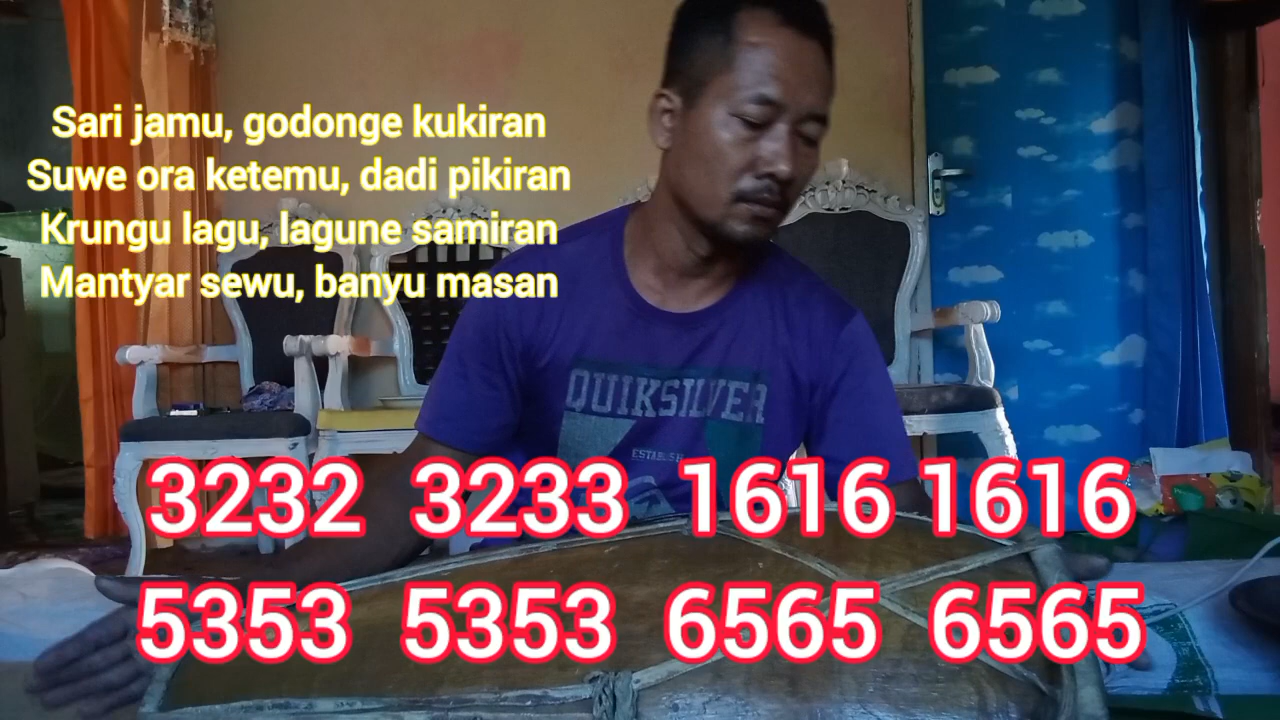 Sari jamu, godonge kukiran
Suwe ora ketemu, dadi pikiran
Krungu lagu, lagune samiran
Mantyar sewu, banyu masan
QUIKSILVER
ESTABLISH
3232 3233 1616 1616
5353 5353 6565 6565